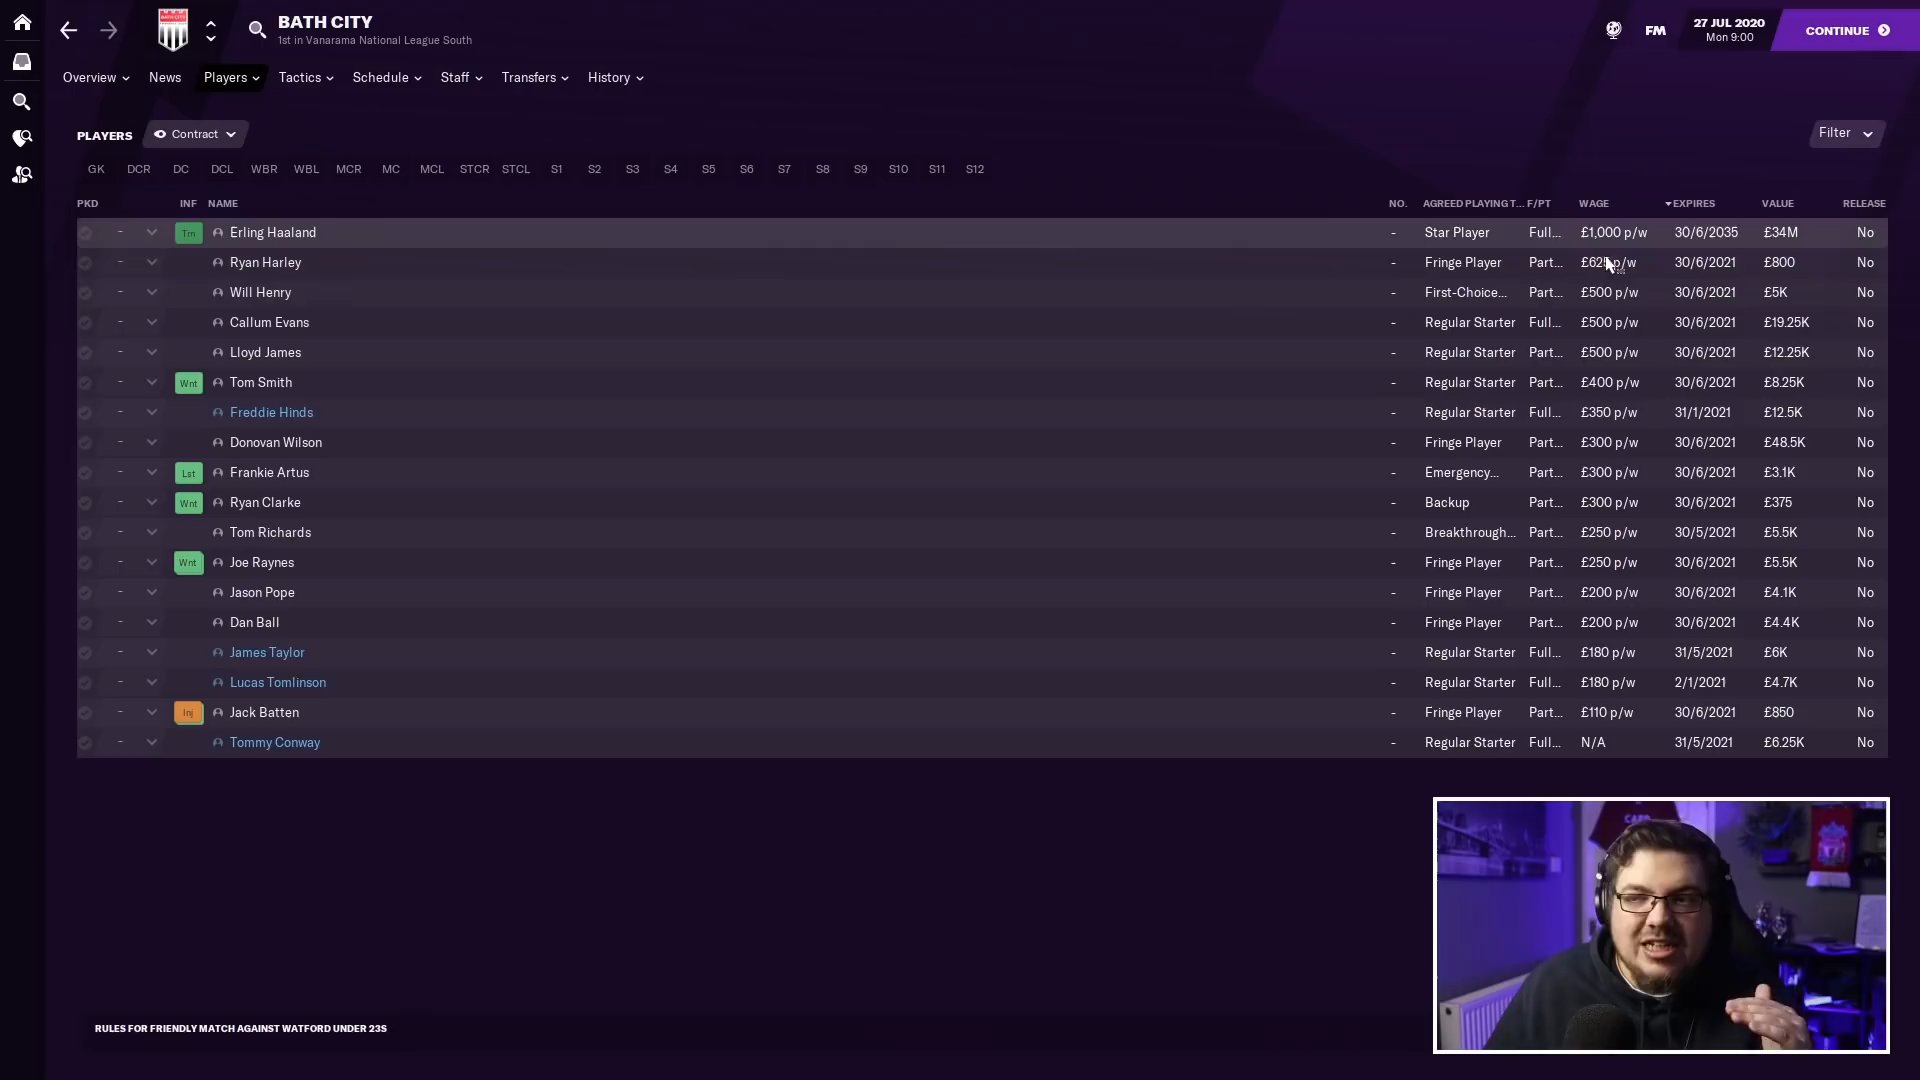 BATH CITY
1st in Vanarama National League South
FM
27 JUL 2020
Mon 9:00
CONTINUE
Overview News Players Tactics Schedule Staff Transfers History
PLAYERS Contract Filter
GK DCR DC DCL WBR WBL MCR MC MCL STCR STCL S1 S2 S3 S4 S5 S6 S7 S8 S9 S10 S11 S12
PKD INF NAME NO. AGREED PLAYING T... F/PT WAGE EXPIRES VALUE RELEASE
- Trn Erling Haaland - Star Player Full... £1,000 p/w 30/6/2035 £34M No
- Ryan Harley - Fringe Player Part... £625 p/w 30/6/2021 £800 No
- Will Henry - First-Choice... Part... £500 p/w 30/6/2021 £5K No
- Callum Evans - Regular Starter Full... £500 p/w 30/6/2021 £19.25K No
- Lloyd James - Regular Starter Part... £500 p/w 30/6/2021 £12.25K No
- Wnt Tom Smith - Regular Starter Part... £400 p/w 30/6/2021 £8.25K No
- Freddie Hinds - Regular Starter Full... £350 p/w 31/1/2021 £12.5K No
- Donovan Wilson - Fringe Player Part... £300 p/w 30/6/2021 £48.5K No
- Lst Frankie Artus - Emergency... Part... £300 p/w 30/6/2021 £3.1K No
- Wnt Ryan Clarke - Backup Part... £300 p/w 30/6/2021 £375 No
- Tom Richards - Breakthrough... Part... £250 p/w 30/5/2021 £5.5K No
- Wnt Joe Raynes - Fringe Player Part... £250 p/w 30/6/2021 £5.5K No
- Jason Pope - Fringe Player Part... £200 p/w 30/6/2021 £4.1K No
- Dan Ball - Fringe Player Part... £200 p/w 30/6/2021 £4.4K No
- James Taylor - Regular Starter Full... £180 p/w 31/5/2021 £6K No
- Lucas Tomlinson - Regular Starter Full... £180 p/w 2/1/2021 £4.7K No
- Inj Jack Batten - Fringe Player Part... £110 p/w 30/6/2021 £850 No
- Tommy Conway - Regular Starter Full... N/A 31/5/2021 £6.25K No
RULES FOR FRIENDLY MATCH AGAINST WATFORD UNDER 23S